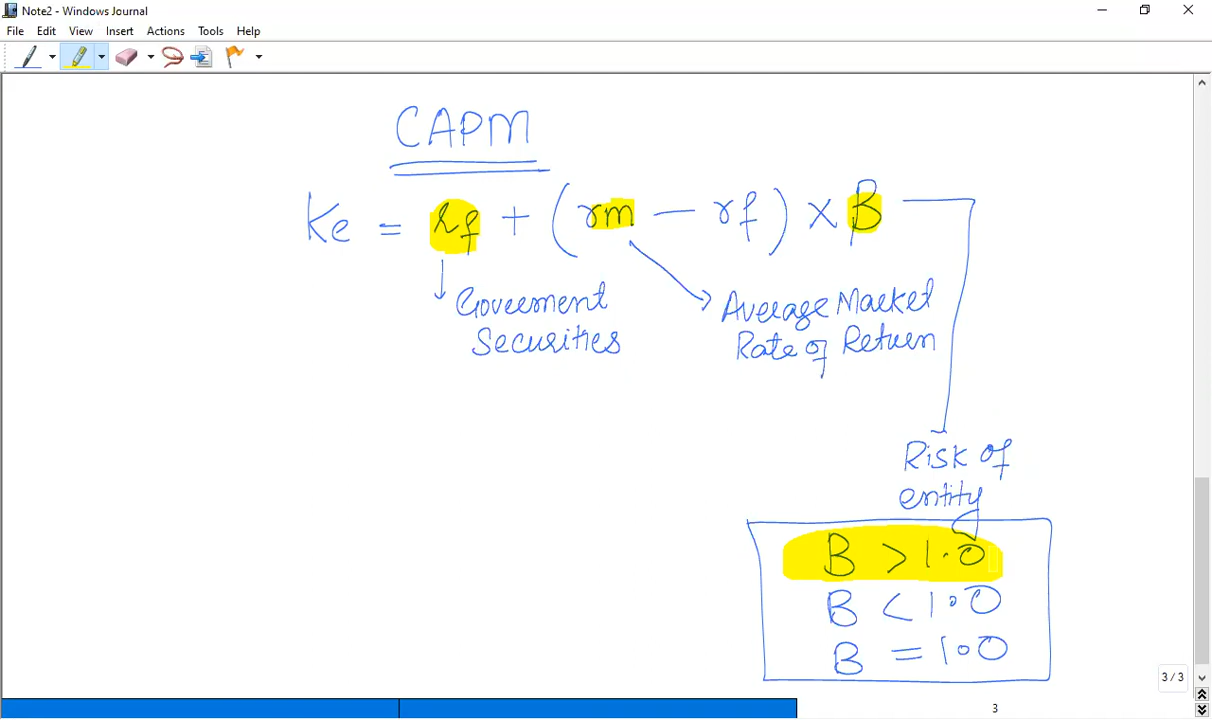 Note2 - Windows Journal
File Edit View Insert Actions Tools Help
CAPM
Ke = rf + (rm - rf) × β
Goverment
Securities
Average Market
Rate of Return
Risk of
entity
B > 1.0
B < 1.0
B = 1.0
3 / 3
3